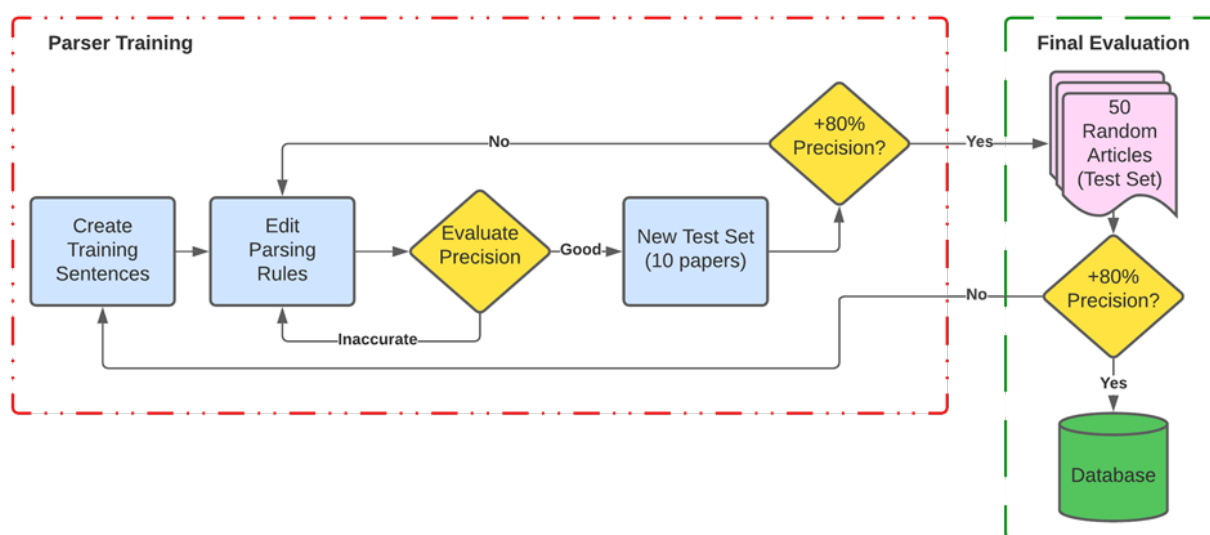 Parser Training
Final Evaluation
+80%
Precision?
No
Yes
50
Random
Articles
(Test Set)
Create
Training
Sentences
Edit
Parsing
Rules
Evaluate
Precision
Good
New Test Set
(10 papers)
Inaccurate
No
+80%
Precision?
Yes
Database